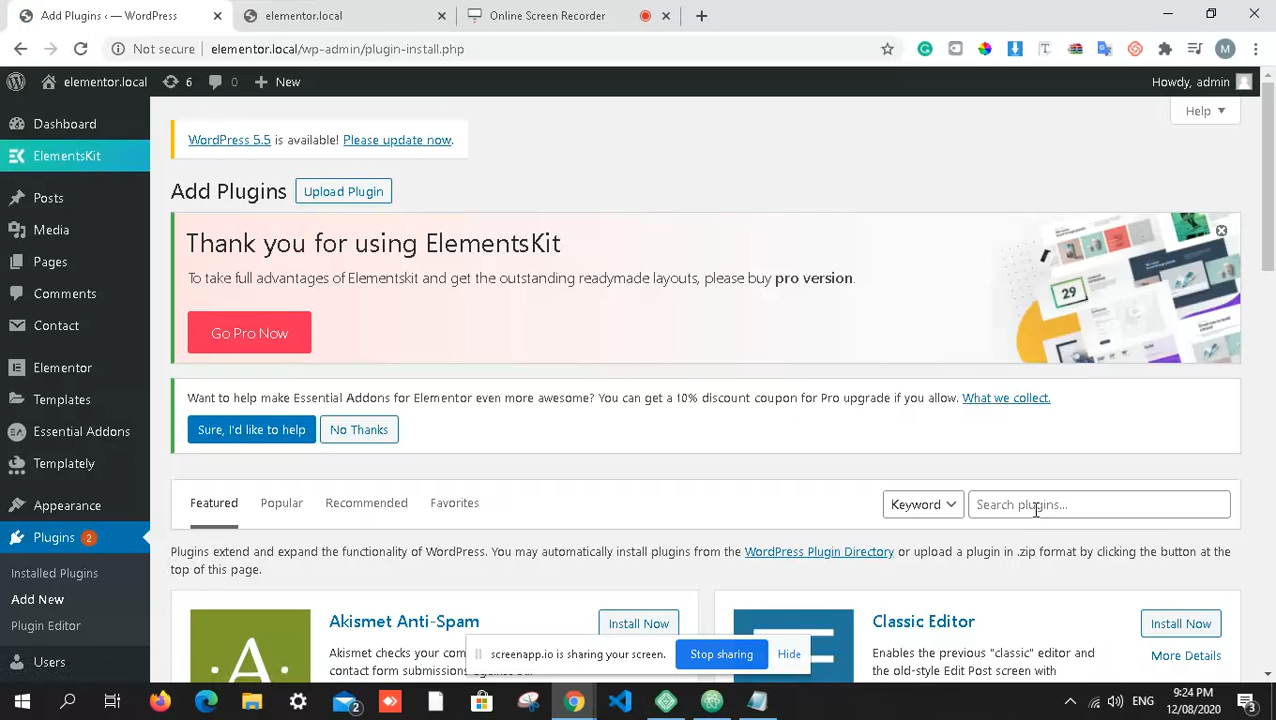 Add Plugins ‹ — WordPress
elementor.local
Online Screen Recorder
Not secure
elementor.local/wp-admin/plugin-install.php
M
elementor.local
6
0
New
Howdy, admin
Dashboard
ElementsKit
Posts
Media
Pages
Comments
Contact
Elementor
Templates
Essential Addons
Templately
Appearance
Plugins 2
Installed Plugins
Add New
Plugin Editor
Users
Help
WordPress 5.5 is available! Please update now.
Add Plugins
Upload Plugin
Thank you for using ElementsKit
To take full advantages of Elementskit and get the outstanding readymade layouts, please buy pro version.
Go Pro Now
29
Want to help make Essential Addons for Elementor even more awesome? You can get a 10% discount coupon for Pro upgrade if you allow. What we collect.
Sure, I'd like to help
No Thanks
Featured
Popular
Recommended
Favorites
Keyword
Search plugins...
Plugins extend and expand the functionality of WordPress. You may automatically install plugins from the WordPress Plugin Directory or upload a plugin in .zip format by clicking the button at the
top of this page.
Akismet Anti-Spam
Install Now
Akismet checks your com
contact form submissions
Classic Editor
Install Now
Enables the previous "classic" editor and
the old-style Edit Post screen with
More Details
screenapp.io is sharing your screen.
Stop sharing
Hide
2
ENG
9:24 PM
12/08/2020
3